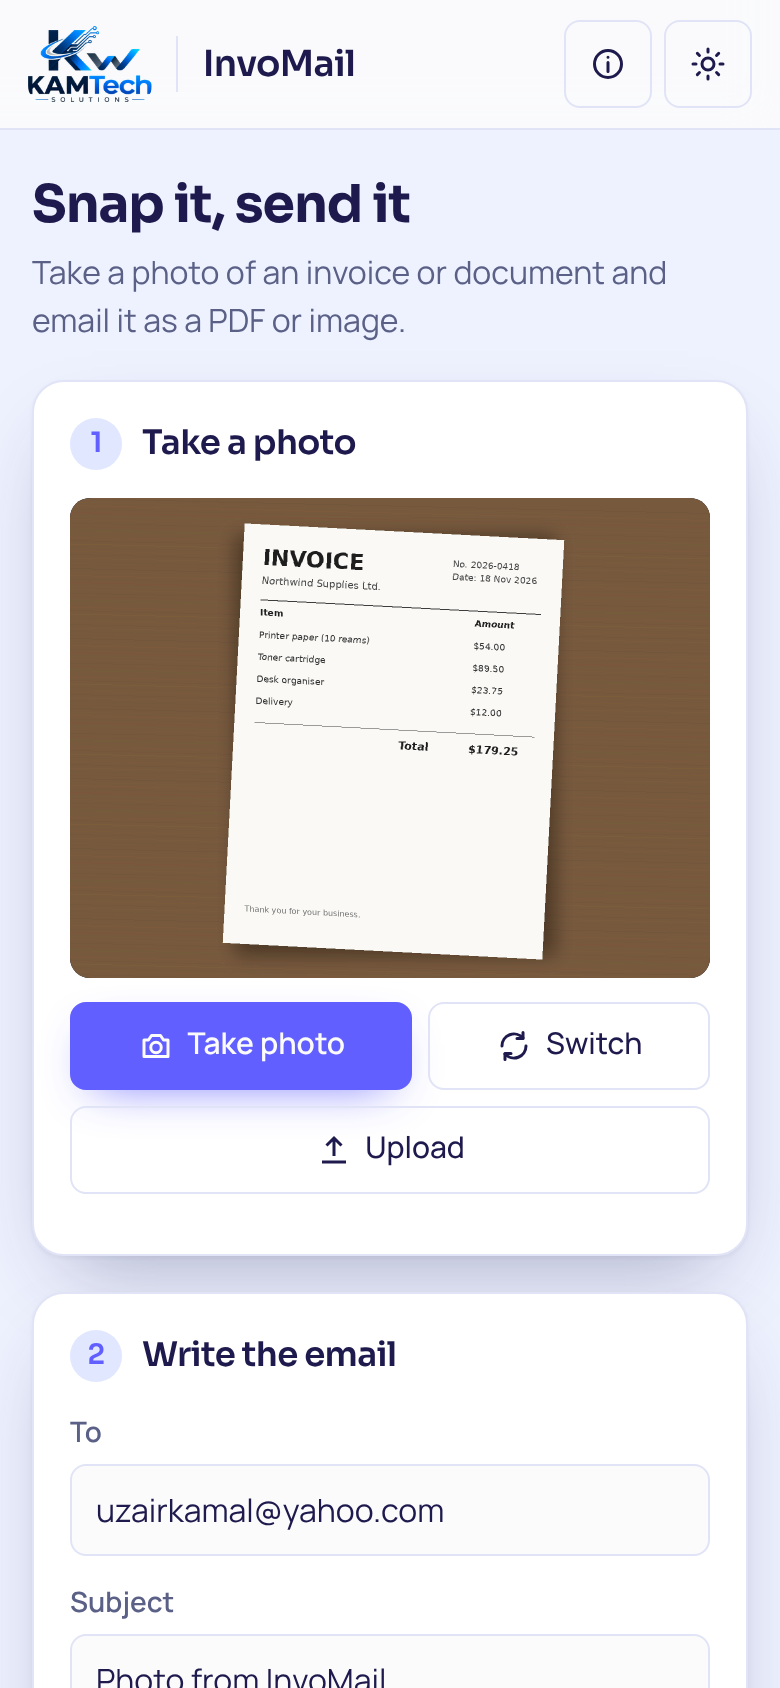 Kw
KAMTech
SOLUTIONS
InvoMail
Snap it, send it
Take a photo of an invoice or document and
email it as a PDF or image.
1 Take a photo
INVOICE
No. 2026-0418
Northwind Supplies Ltd.
Date: 18 Nov 2026
Item Amount
Printer paper (10 reams) $54.00
Toner cartridge $89.50
Desk organiser $23.75
Delivery $12.00
Total $179.25
Thank you for your business.
Take photo
Switch
Upload
2 Write the email
To
uzairkamal@yahoo.com
Subject
Photo from InvoMail